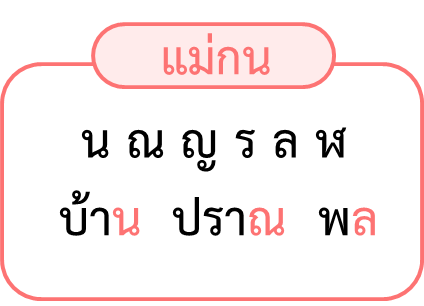 แม่กน
น ณ ญ ร ล ฬ
บ้าน ปราณ พล